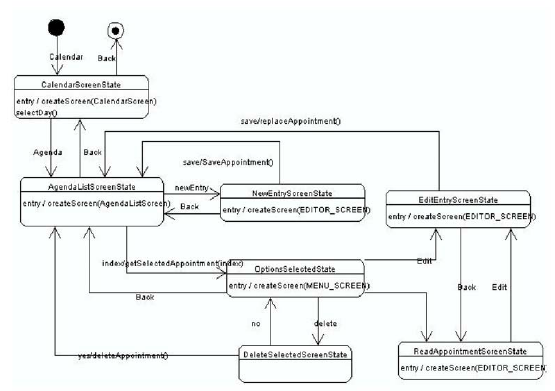 Calendar
Back
CalendarScreenState
entry / createScreen(CalendarScreen)
selectDay()
save/replaceAppointment()
Agenda
Back
save/SaveAppointment()
AgendaListScreenState
entry / createScreen(AgendaListScreen)
newEntry
Back
NewEntryScreenState
entry / createScreen(EDITOR_SCREEN)
EditEntryScreenState
entry / createScreen(EDITOR_SCREEN)
index/getSelectedAppointment(index)
OptionsSelectedState
entry / createScreen(MENU_SCREEN)
Edit
Back
Back
Edit
no
delete
yes/deleteAppointment()
DeleteSelectedScreenState
ReadAppointmentScreenState
entry / createScreen(EDITOR_SCREEN)